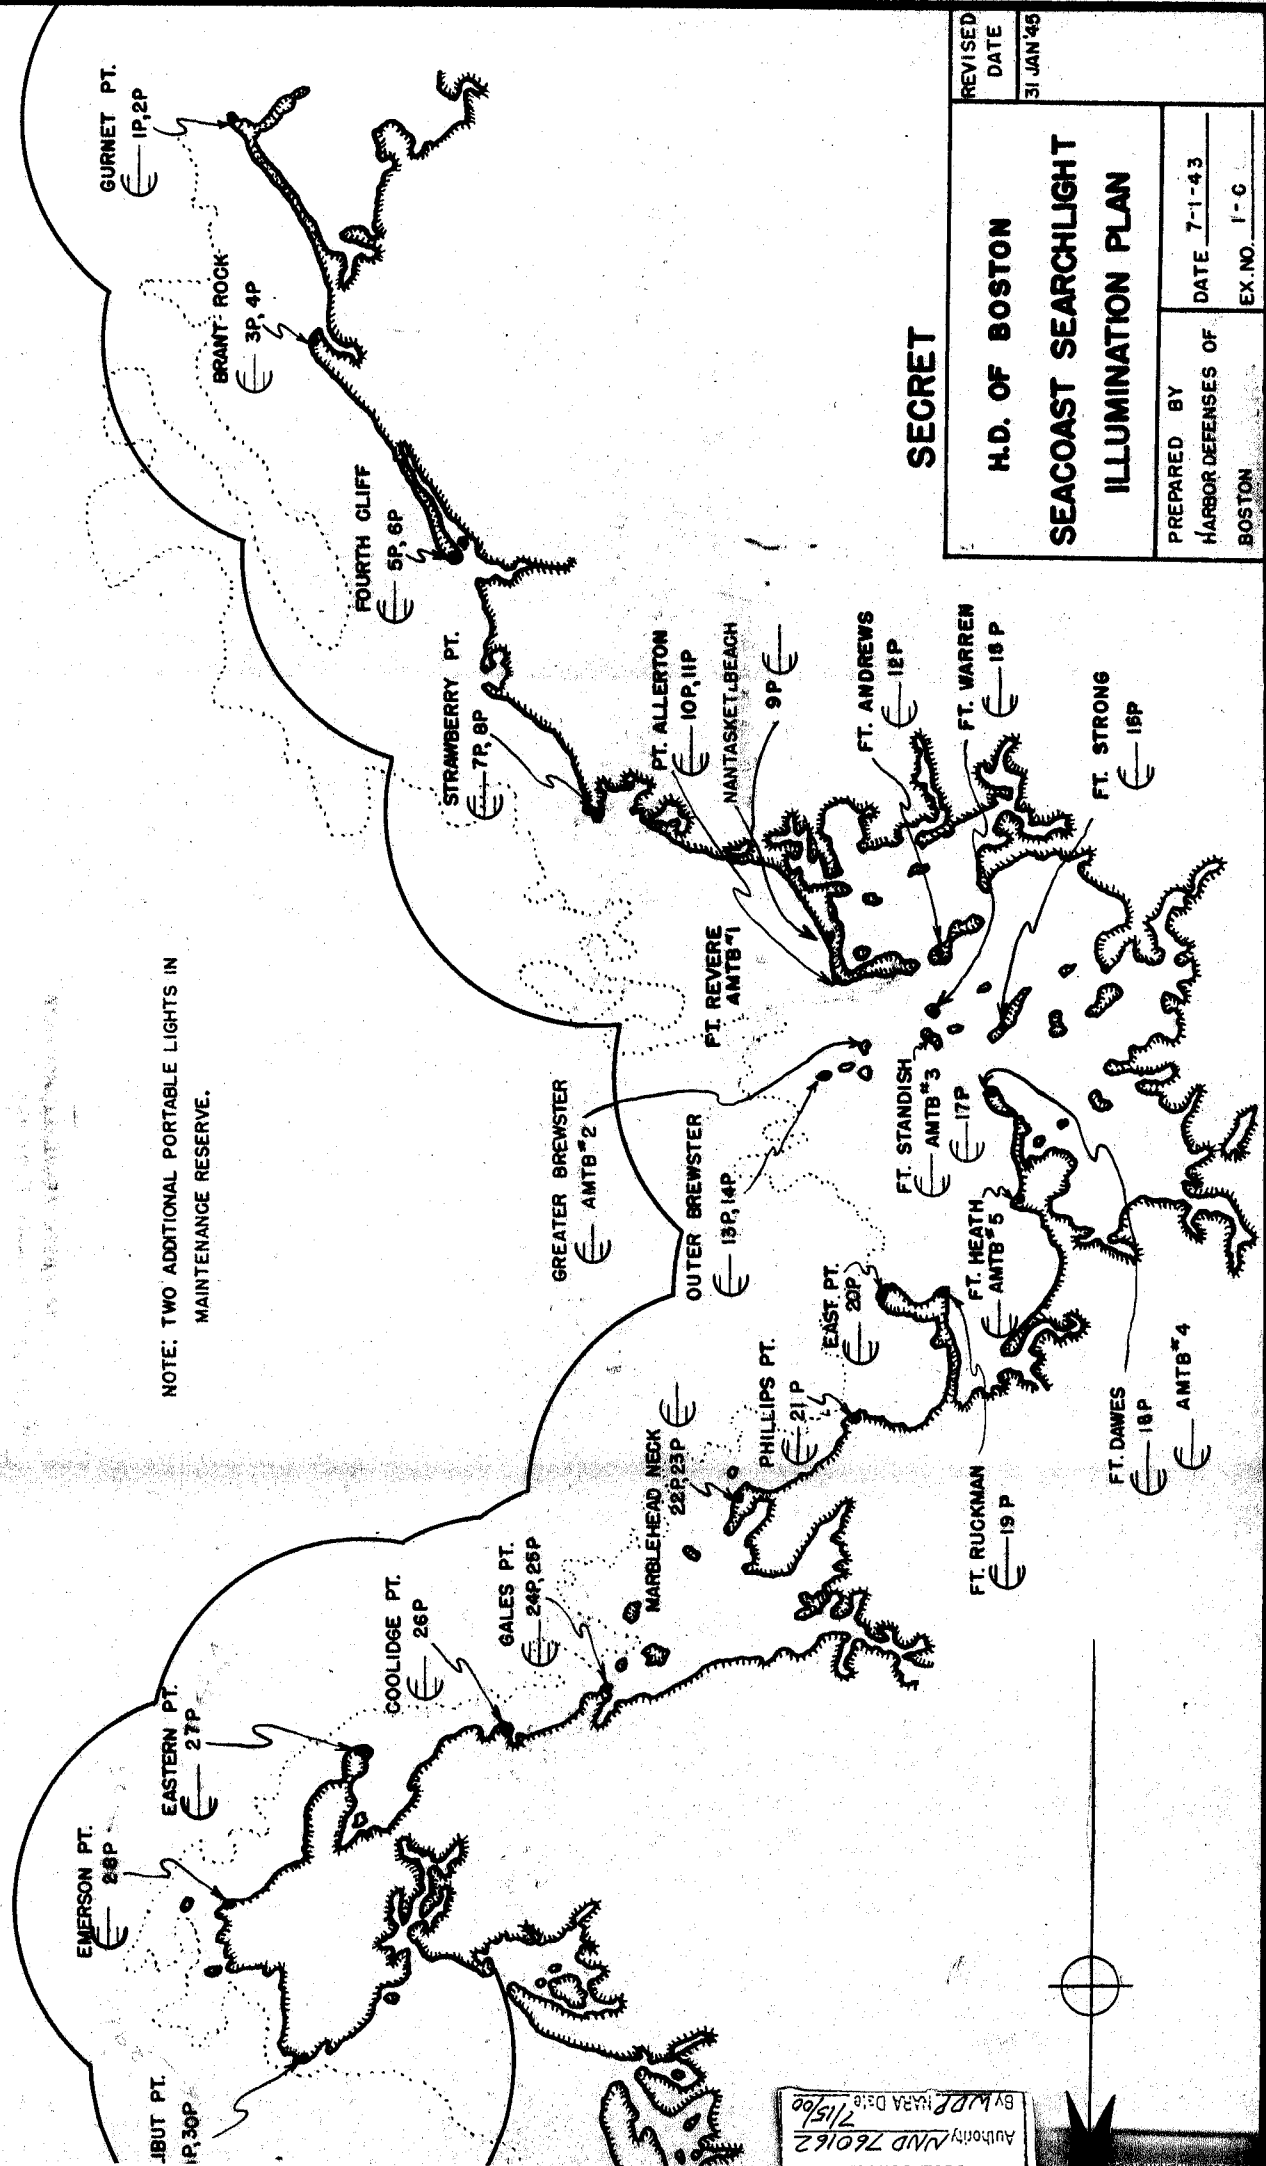 SECRET
H.D. OF BOSTON
SEACOAST SEARCHLIGHT
ILLUMINATION PLAN
REVISED
DATE
31 JAN '45
PREPARED BY
HARBOR DEFENSES OF
BOSTON
DATE 7-1-43
EX. NO. 1-C
NOTE: TWO ADDITIONAL PORTABLE LIGHTS IN
MAINTENANCE RESERVE.
GURNET PT.
1P, 2P
BRANT ROCK
3P, 4P
FOURTH CLIFF
5P, 6P
STRAWBERRY PT.
7P, 8P
PT. ALLERTON
10P, 11P
NANTASKET BEACH
9P
FT. ANDREWS
12P
FT. WARREN
FT. STRONG
FT. REVERE
AMTB #1
GREATER BREWSTER
AMTB #2
OUTER BREWSTER
13P, 14P
FT. STANDISH
AMTB #3
17P
FT. HEATH
AMTB #5
FT. DAWES
18P
AMTB #4
EAST PT.
20P
FT. RUCKMAN
19P
PHILLIPS PT.
21P
MARBLEHEAD NECK
22P, 23P
GALES PT.
24P, 25P
COOLIDGE PT.
26P
EASTERN PT.
27P
EMERSON PT.
28P
IBUT PT.
P, 30P
Authority NND 760162
By WDP NARA Date 7/15/00